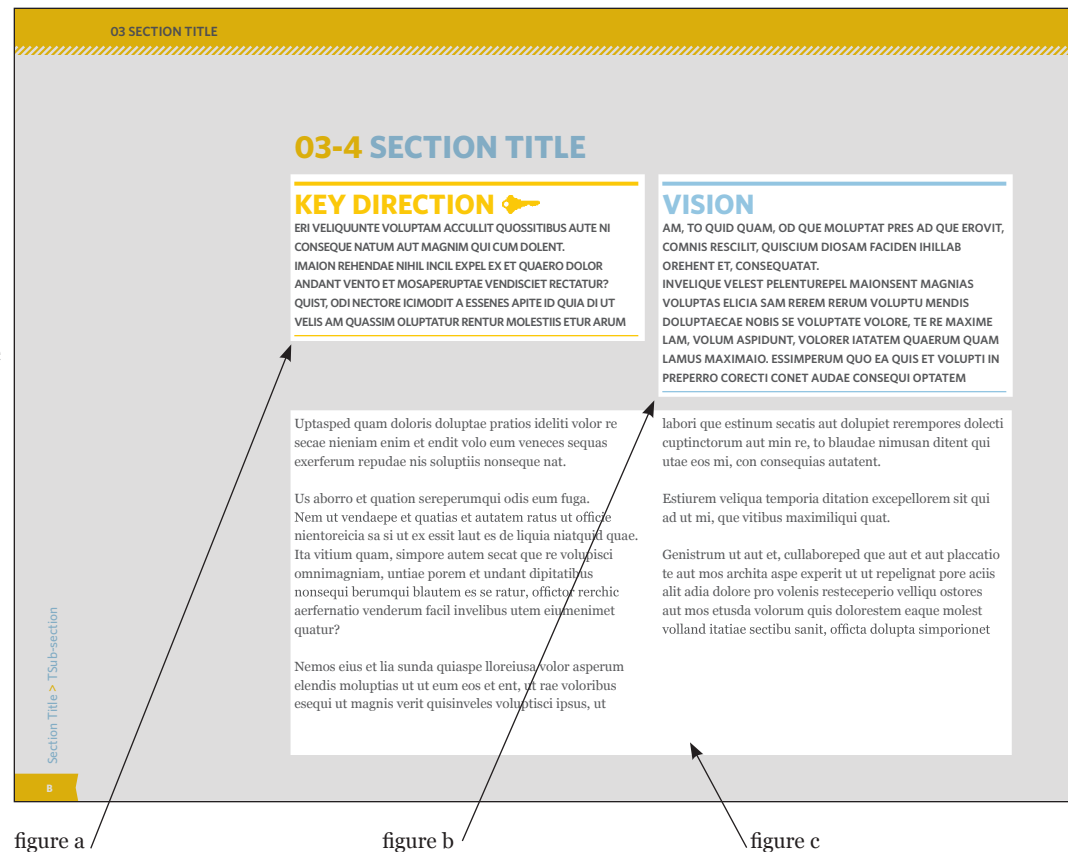 03 SECTION TITLE
03-4 SECTION TITLE
KEY DIRECTION
ERI VELIQUUNTE VOLUPTAM ACCULLIT QUOSSITIBUS AUTE NI
CONSEQUE NATUM AUT MAGNIM QUI CUM DOLENT.
IMAION REHENDAE NIHIL INCIL EXPEL EX ET QUAERO DOLOR
ANDANT VENTO ET MOSAPERUPTAE VENDISCIET RECTATUR?
QUIST, ODI NECTORE ICIMODIT A ESSENES APITE ID QUIA DI UT
VELIS AM QUASSIM OLUPTATUR RENTUR MOLESTIIS ETUR ARUM
VISION
AM, TO QUID QUAM, OD QUE MOLUPTAT PRES AD QUE EROVIT,
COMNIS RESCILIT, QUISCIUM DIOSAM FACIDEN IHILLAB
OREHENT ET, CONSEQUATAT.
INVELIQUE VELEST PELENTUREPEL MAIONSENT MAGNIAS
VOLUPTAS ELICIA SAM REREM RERUM VOLUPTU MENDIS
DOLUPTAECAE NOBIS SE VOLUPTATE VOLORE, TE RE MAXIME
LAM, VOLUM ASPIDUNT, VOLORER IATATEM QUAERUM QUAM
LAMUS MAXIMAIO. ESSIMPERUM QUO EA QUIS ET VOLUPTI IN
PREPERRO CORECTI CONET AUDAE CONSEQUI OPTATEM
Uptasped quam doloris doluptae pratios ideliti volor re
secae nieniam enim et endit volo eum veneces sequas
exerferum repudae nis soluptiis nonseque nat.
Us aborro et quation sereperumqui odis eum fuga.
Nem ut vendaepe et quatias et autatem ratus ut officie
nientoreicia sa si ut ex essit laut es de liquia niatquid quae.
Ita vitium quam, simpore autem secat que re volupisci
omnimagniam, untiae porem et undant dipitatibus
nonsequi berumqui blautem es se ratur, offictor rerchic
aerfernatio venderum facil invelibus utem eiumenimet
quatur?
Nemos eius et lia sunda quiaspe lloreiusa volor asperum
elendis moluptias ut ut eum eos et ent, ut rae voloribus
esequi ut magnis verit quisinveles voluptisci ipsus, ut
labori que estinum secatis aut dolupiet rerempores dolecti
cuptinctorum aut min re, to blaudae nimusan ditent qui
utae eos mi, con consequias autatent.
Estiurem veliqua temporia ditation excepellorem sit qui
ad ut mi, que vitibus maximiliqui quat.
Genistrum ut aut et, cullaboreped que aut et aut placcatio
te aut mos archita aspe experit ut ut repelignat pore aciis
alit adia dolore pro volenis resteceperio velliqu ostores
aut mos etusda volorum quis dolorestem eaque molest
volland itatiae sectibu sanit, officta dolupta simporionet
Section Title > TSub-section
B
figure a
figure b
figure c